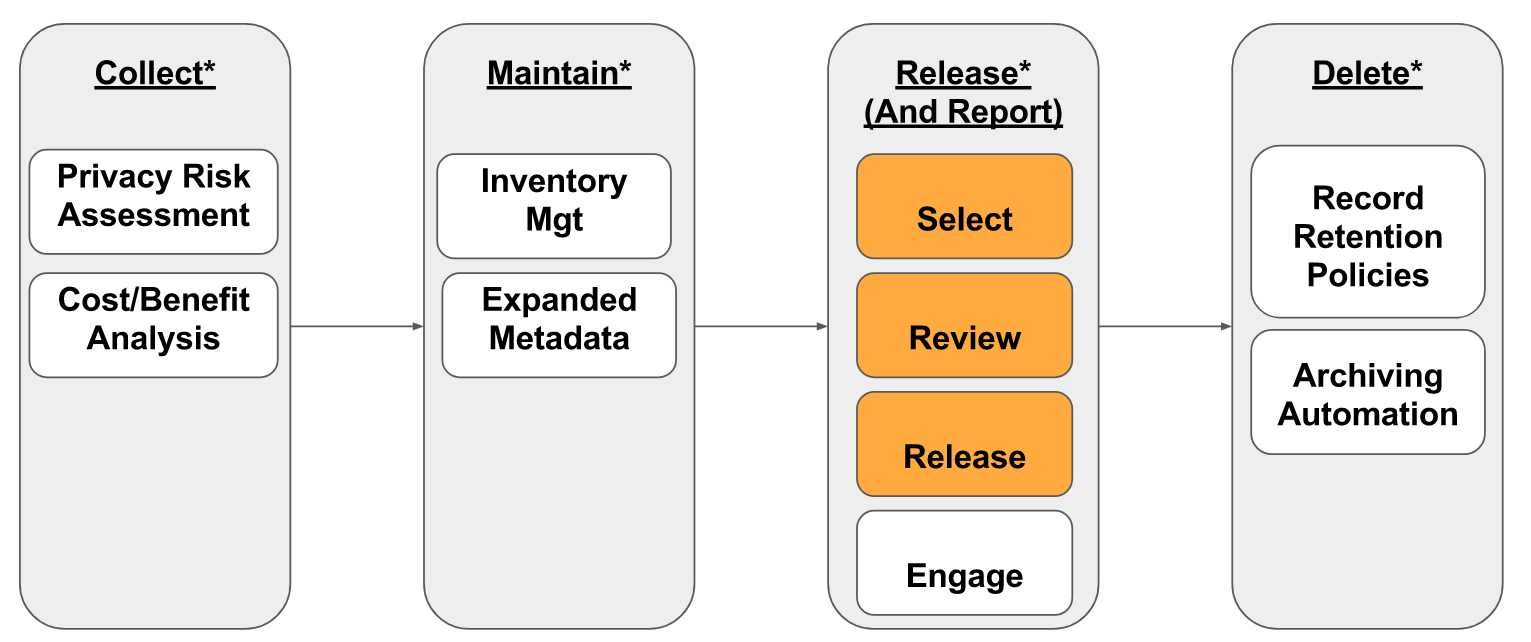 Collect*
Privacy Risk
Assessment
Cost/Benefit
Analysis
Maintain*
Inventory
Mgt
Expanded
Metadata
Release*
(And Report)
Select
Review
Release
Engage
Delete*
Record
Retention
Policies
Archiving
Automation